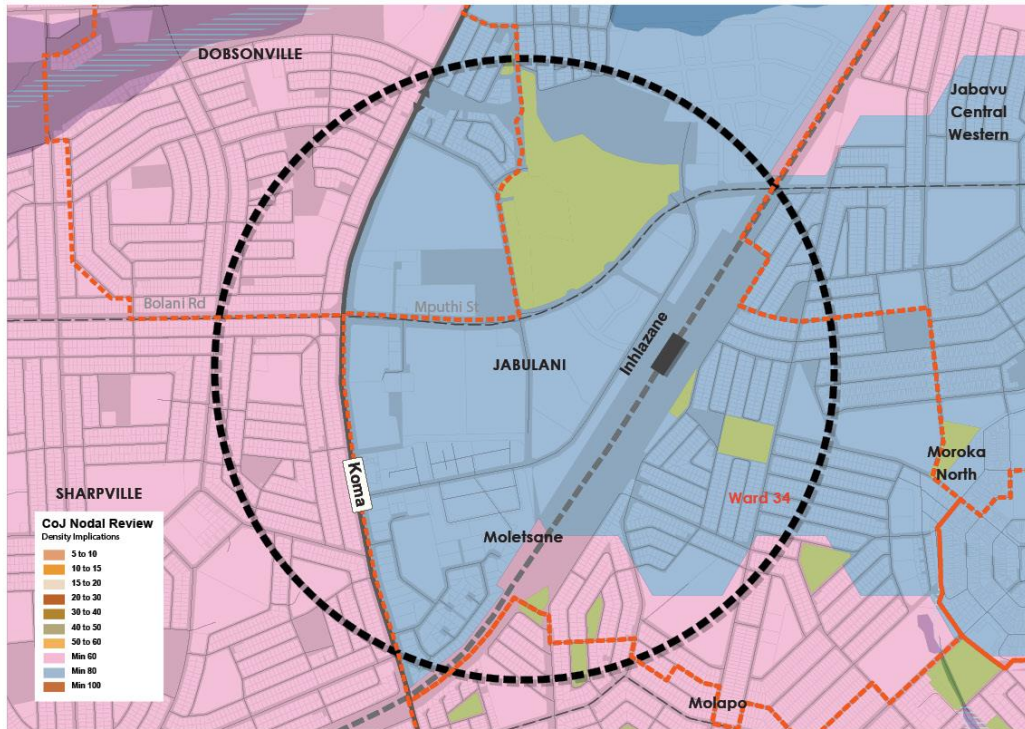 DOBSONVILLE
Jabavu
Central
Western
Bolani Rd
Mputhi St
Inhlazane
JABULANI
Moroka
North
SHARPVILLE
Koma
Ward 34
Moletsane
Molapo
CoJ Nodal Review
Density Implications
5 to 10
10 to 15
15 to 20
20 to 30
30 to 40
40 to 50
50 to 60
Min 60
Min 80
Min 100